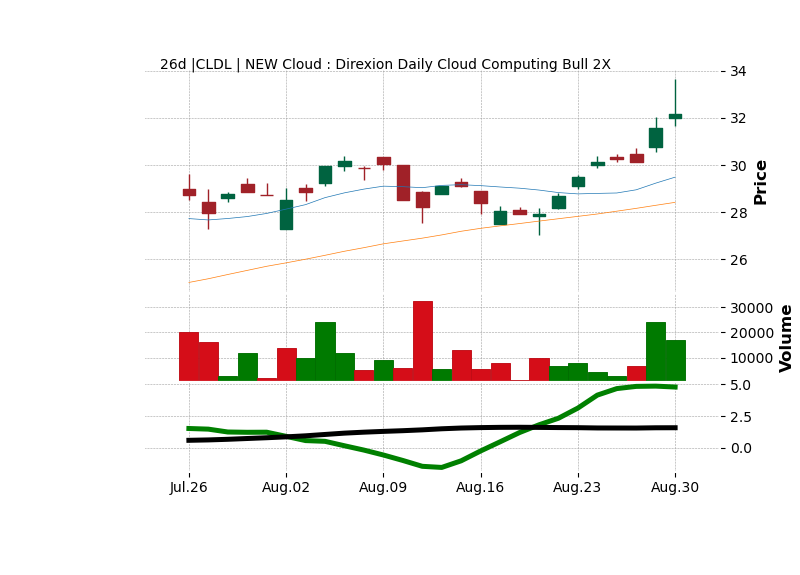 26d |CLDL | NEW Cloud : Direxion Daily Cloud Computing Bull 2X
34
32
30
28
26
Price
30000
20000
10000
Volume
5.0
2.5
0.0
Jul.26 Aug.02 Aug.09 Aug.16 Aug.23 Aug.30